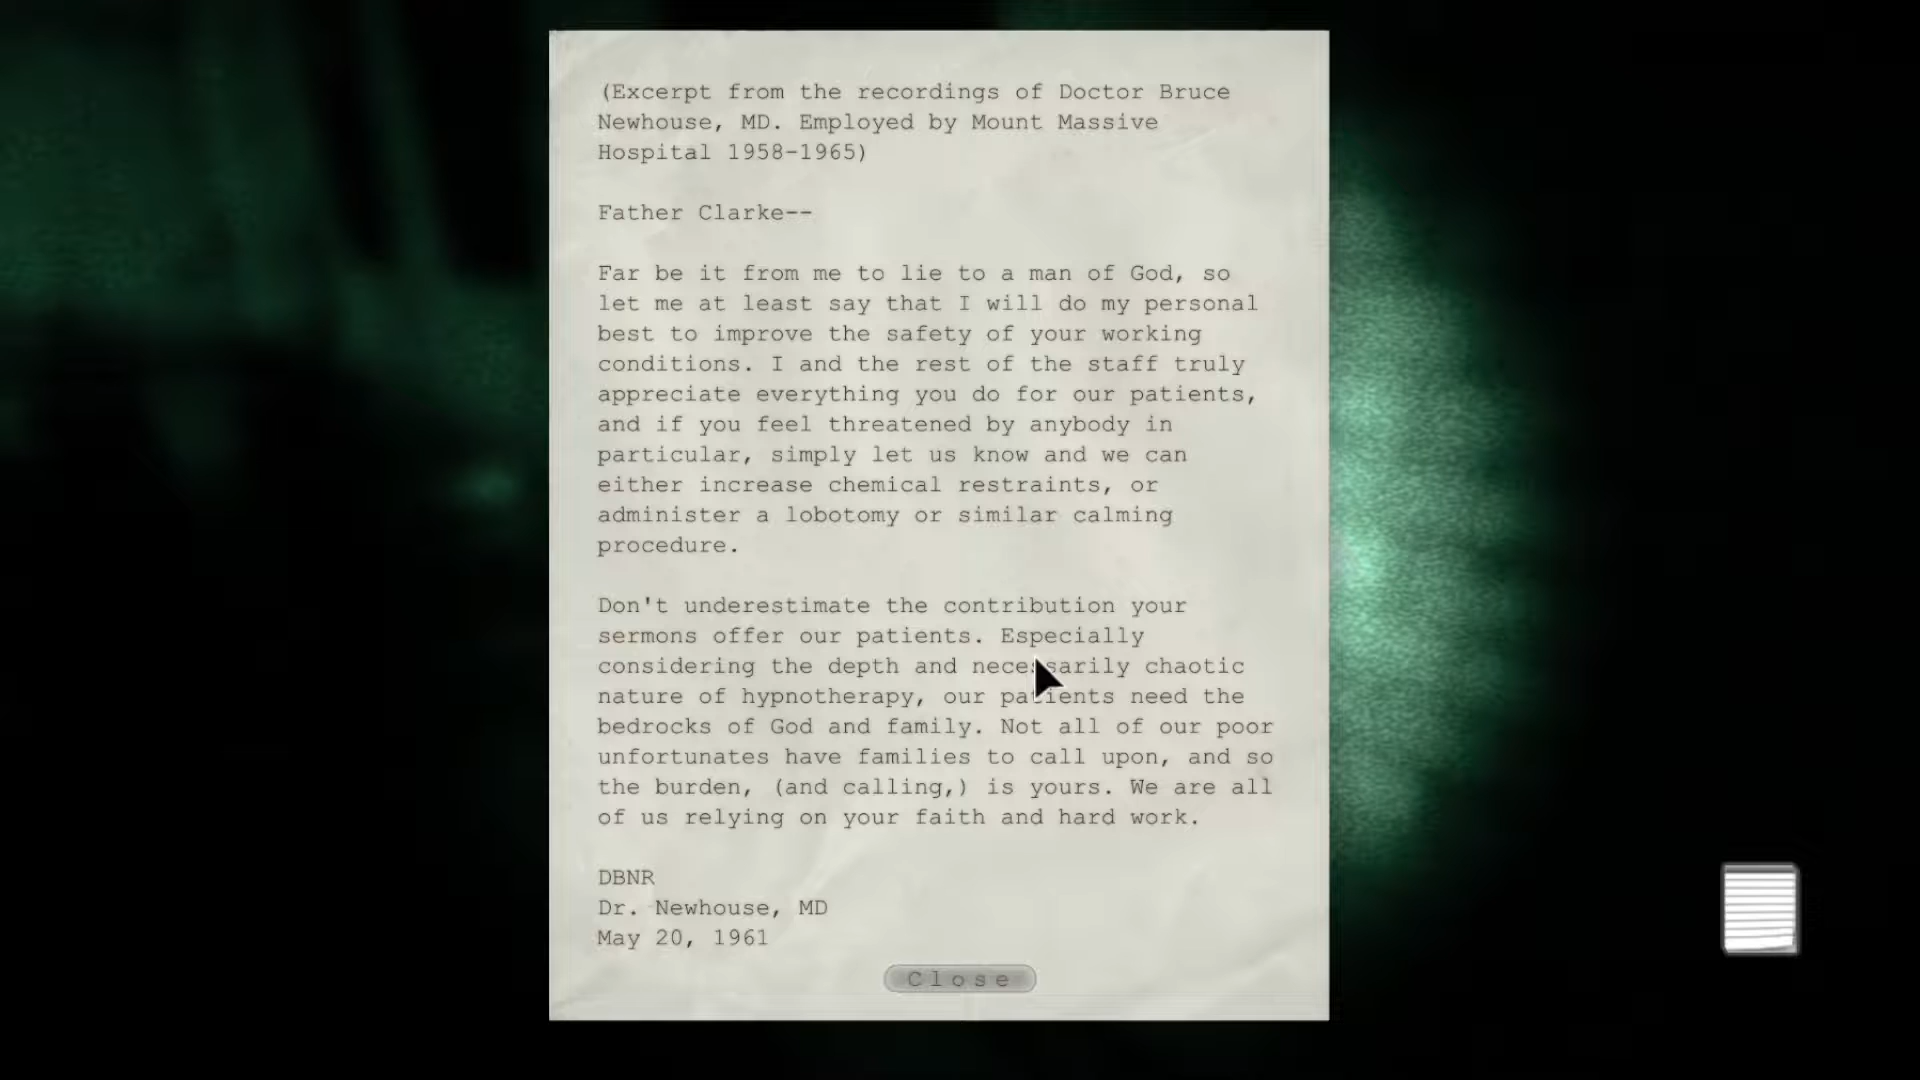 (Excerpt from the recordings of Doctor Bruce
Newhouse, MD. Employed by Mount Massive
Hospital 1958-1965)
Father Clarke--
Far be it from me to lie to a man of God, so
let me at least say that I will do my personal
best to improve the safety of your working
conditions. I and the rest of the staff truly
appreciate everything you do for our patients,
and if you feel threatened by anybody in
particular, simply let us know and we can
either increase chemical restraints, or
administer a lobotomy or similar calming
procedure.
Don't underestimate the contribution your
sermons offer our patients. Especially
considering the depth and necessarily chaotic
nature of hypnotherapy, our patients need the
bedrocks of God and family. Not all of our poor
unfortunates have families to call upon, and so
the burden, (and calling,) is yours. We are all
of us relying on your faith and hard work.
DBNR
Dr. Newhouse, MD
May 20, 1961
Close